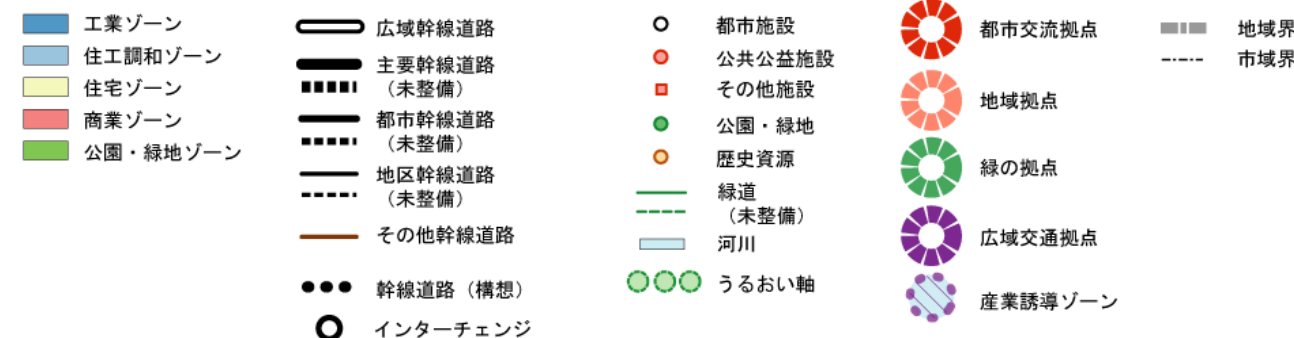 工業ゾーン
住工調和ゾーン
住宅ゾーン
商業ゾーン
公園・緑地ゾーン
広域幹線道路
主要幹線道路
（未整備）
都市幹線道路
（未整備）
地区幹線道路
（未整備）
その他幹線道路
幹線道路（構想）
インターチェンジ
都市施設
公共公益施設
その他施設
公園・緑地
歴史資源
緑道
（未整備）
河川
うるおい軸
都市交流拠点
地域拠点
緑の拠点
広域交通拠点
産業誘導ゾーン
地域界
市域界